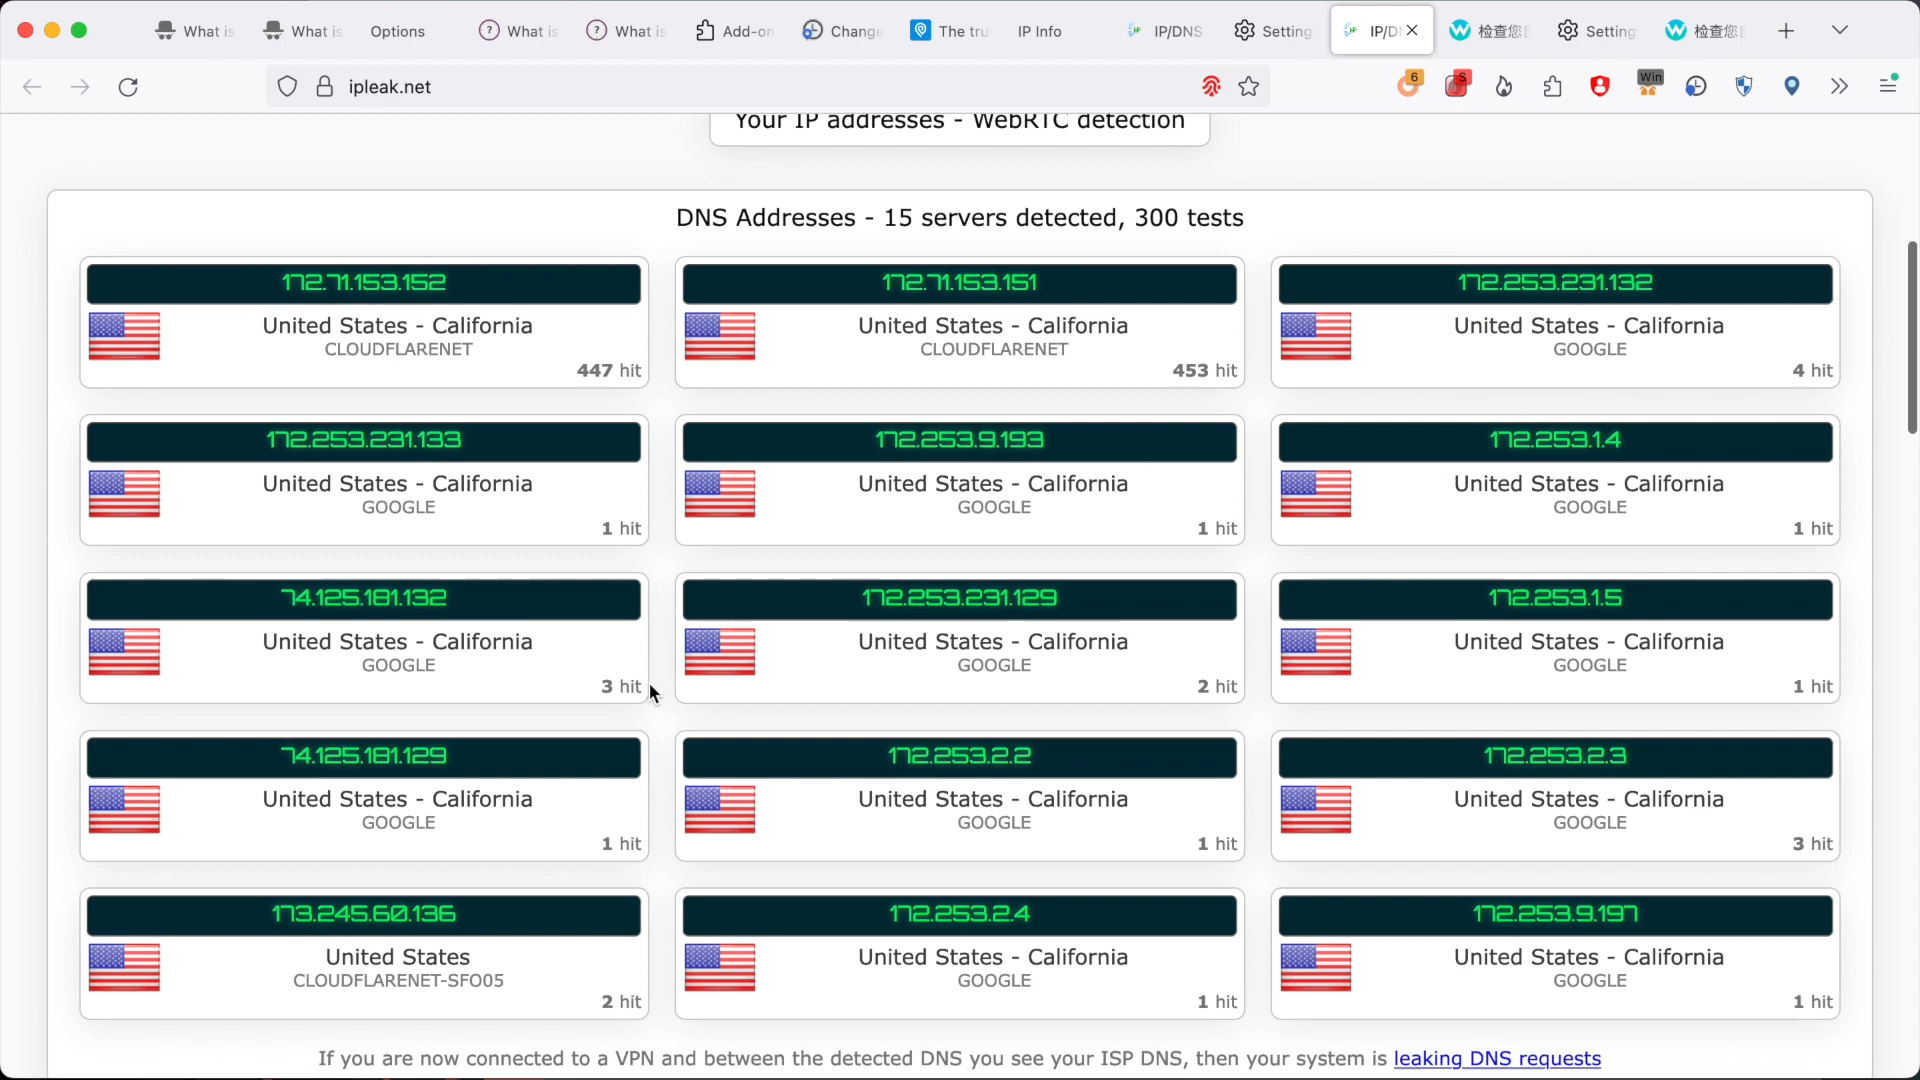 What is
What is
Options
What is
What is
Add-on
Change
The tru
IP Info
IP/DNS
Setting
IP/D
检查您
Setting
检查您
ipleak.net
6
S
Win
Your IP addresses - WebRTC detection
DNS Addresses - 15 servers detected, 300 tests
172.71.153.152
United States - California
CLOUDFLARENET
447 hit
172.71.153.151
United States - California
CLOUDFLARENET
453 hit
172.253.231.132
United States - California
GOOGLE
4 hit
172.253.231.133
United States - California
GOOGLE
1 hit
172.253.9.193
United States - California
GOOGLE
1 hit
172.253.1.4
United States - California
GOOGLE
1 hit
74.125.181.132
United States - California
GOOGLE
3 hit
172.253.231.129
United States - California
GOOGLE
2 hit
172.253.1.5
United States - California
GOOGLE
1 hit
74.125.181.129
United States - California
GOOGLE
1 hit
172.253.2.2
United States - California
GOOGLE
1 hit
172.253.2.3
United States - California
GOOGLE
3 hit
173.245.60.136
United States
CLOUDFLARENET-SFO05
2 hit
172.253.2.4
United States - California
GOOGLE
1 hit
172.253.9.197
United States - California
GOOGLE
1 hit
If you are now connected to a VPN and between the detected DNS you see your ISP DNS, then your system is leaking DNS requests